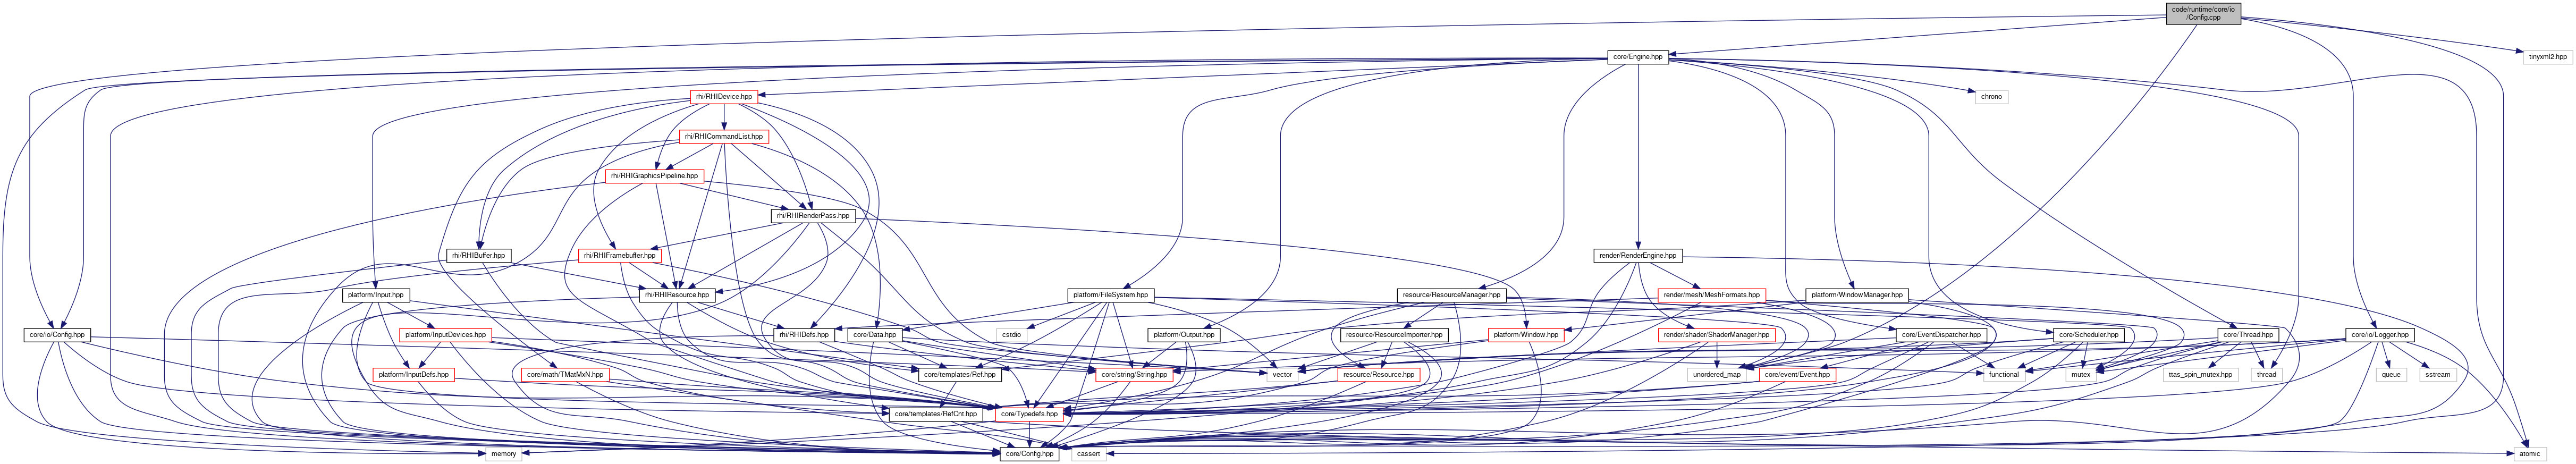 code/runtime/core/io
/Config.cpp
core/Engine.hpp
tinyxml2.hpp
rhi/RHIDevice.hpp
chrono
rhi/RHICommandList.hpp
rhi/RHIGraphicsPipeline.hpp
rhi/RHIRenderPass.hpp
rhi/RHIBuffer.hpp
rhi/RHIFramebuffer.hpp
render/RenderEngine.hpp
platform/Input.hpp
rhi/RHIResource.hpp
platform/FileSystem.hpp
resource/ResourceManager.hpp
render/mesh/MeshFormats.hpp
platform/WindowManager.hpp
core/io/Config.hpp
platform/InputDevices.hpp
rhi/RHIDefs.hpp
core/Data.hpp
cstdio
platform/Output.hpp
resource/ResourceImporter.hpp
platform/Window.hpp
render/shader/ShaderManager.hpp
core/EventDispatcher.hpp
core/Scheduler.hpp
core/Thread.hpp
core/io/Logger.hpp
platform/InputDefs.hpp
core/math/TMatMxN.hpp
core/templates/Ref.hpp
core/string/String.hpp
vector
resource/Resource.hpp
unordered_map
core/event/Event.hpp
functional
mutex
ttas_spin_mutex.hpp
thread
queue
sstream
core/templates/RefCnt.hpp
core/Typedefs.hpp
memory
core/Config.hpp
cassert
atomic